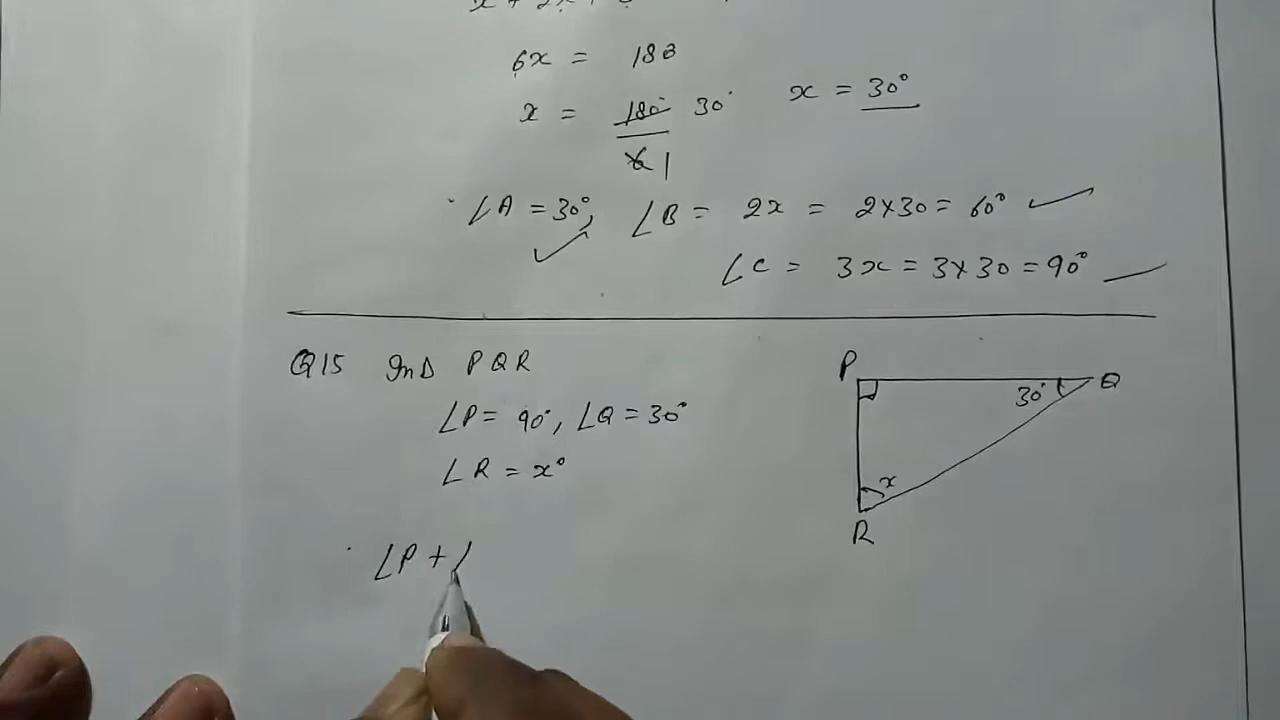 6x = 180
x = 180° 30°
6 1
x = 30°
∠A = 30°, ∠B = 2x = 2×30 = 60°
∠C = 3x = 3×30 = 90°
Q15 In Δ PQR
∠P = 90°, ∠Q = 30°
∠R = x°
∠P + ∠
P
30° Q
x
R